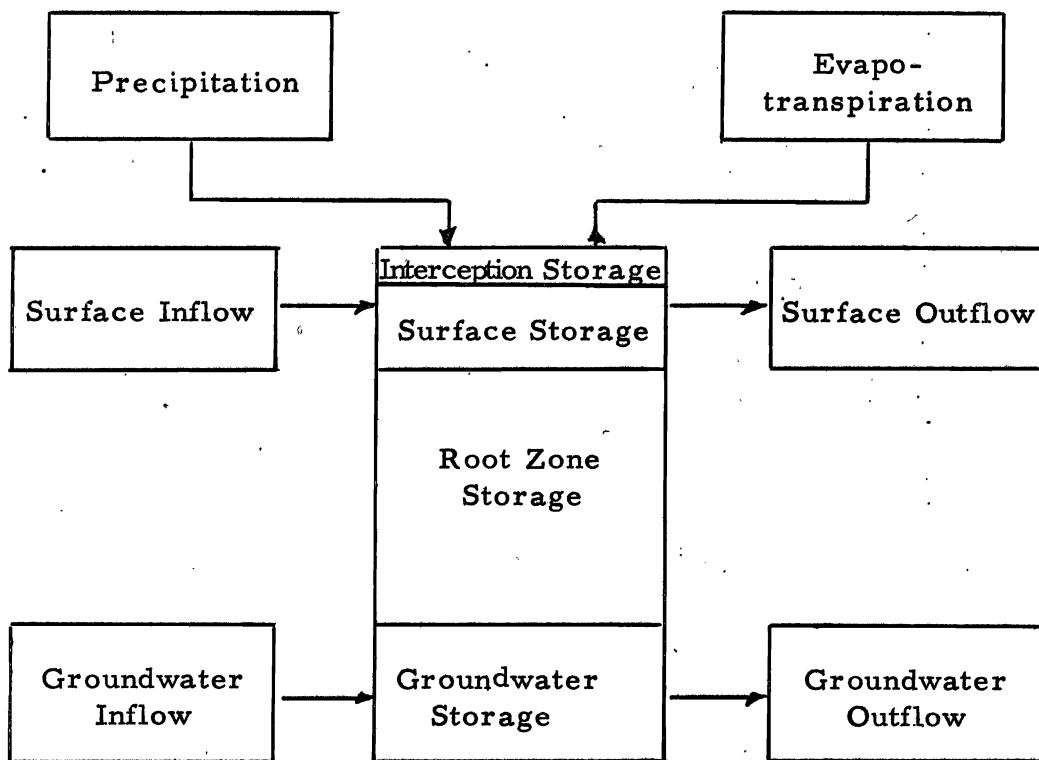 Precipitation
Evapo-
transpiration
Interception Storage
Surface Inflow
Surface Storage
Surface Outflow
Root Zone
Storage
Groundwater
Inflow
Groundwater
Storage
Groundwater
Outflow